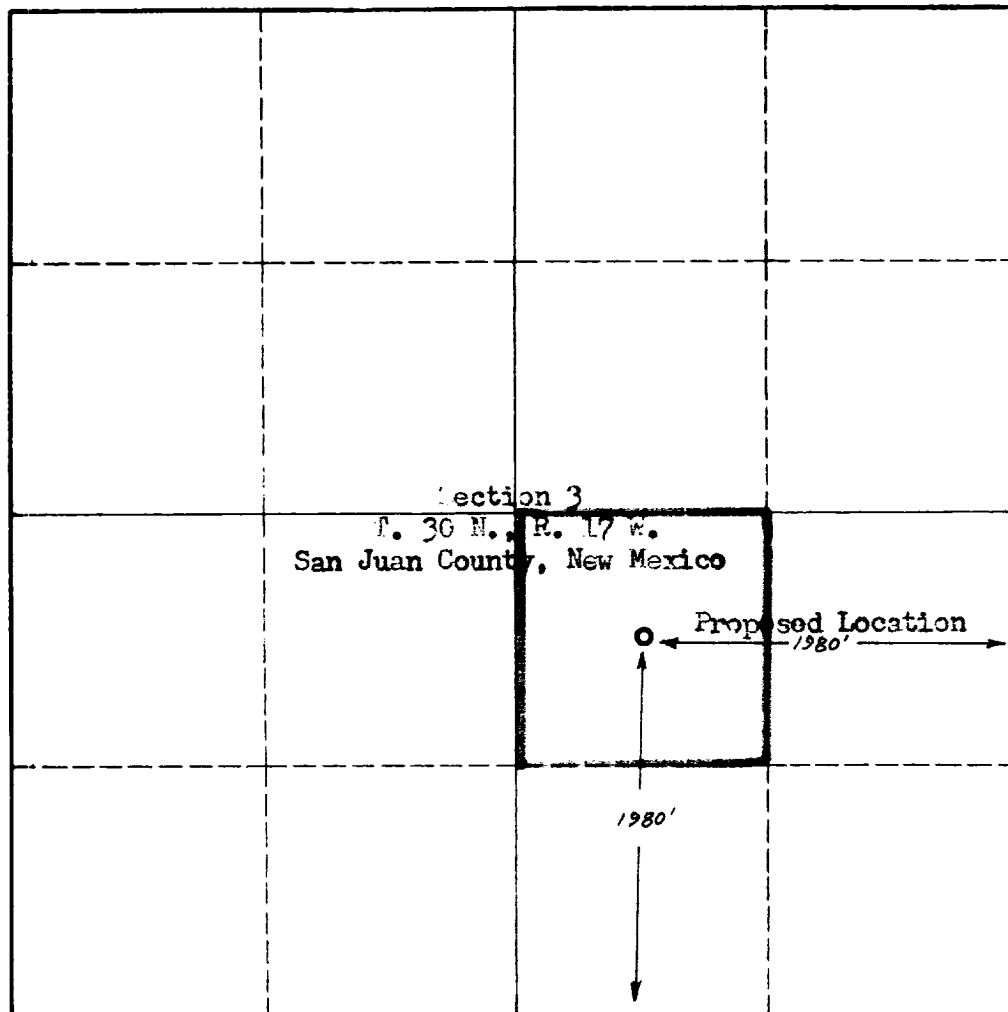 Section 3
T. 30 N., R. 17 W.
San Juan County, New Mexico
Proposed Location
1980'
1980'